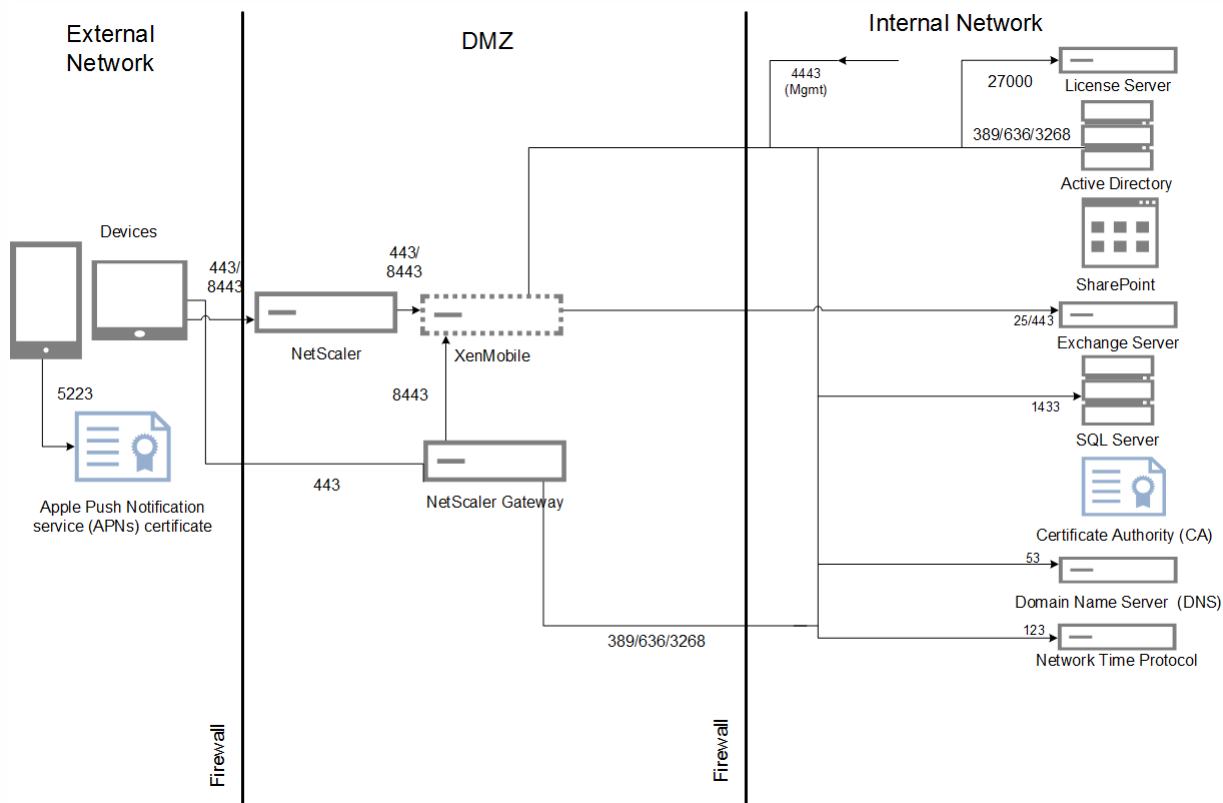 External
Network
DMZ
Internal Network
4443
(Mgmt)
27000
License Server
389/636/3268
Active Directory
SharePoint
Devices
443/
8443
443/
8443
NetScaler
XenMobile
25/443
Exchange Server
5223
8443
1433
SQL Server
Apple Push Notification
service (APNs) certificate
443
NetScaler Gateway
Certificate Authority (CA)
53
Domain Name Server (DNS)
389/636/3268
123
Network Time Protocol
Firewall
Firewall